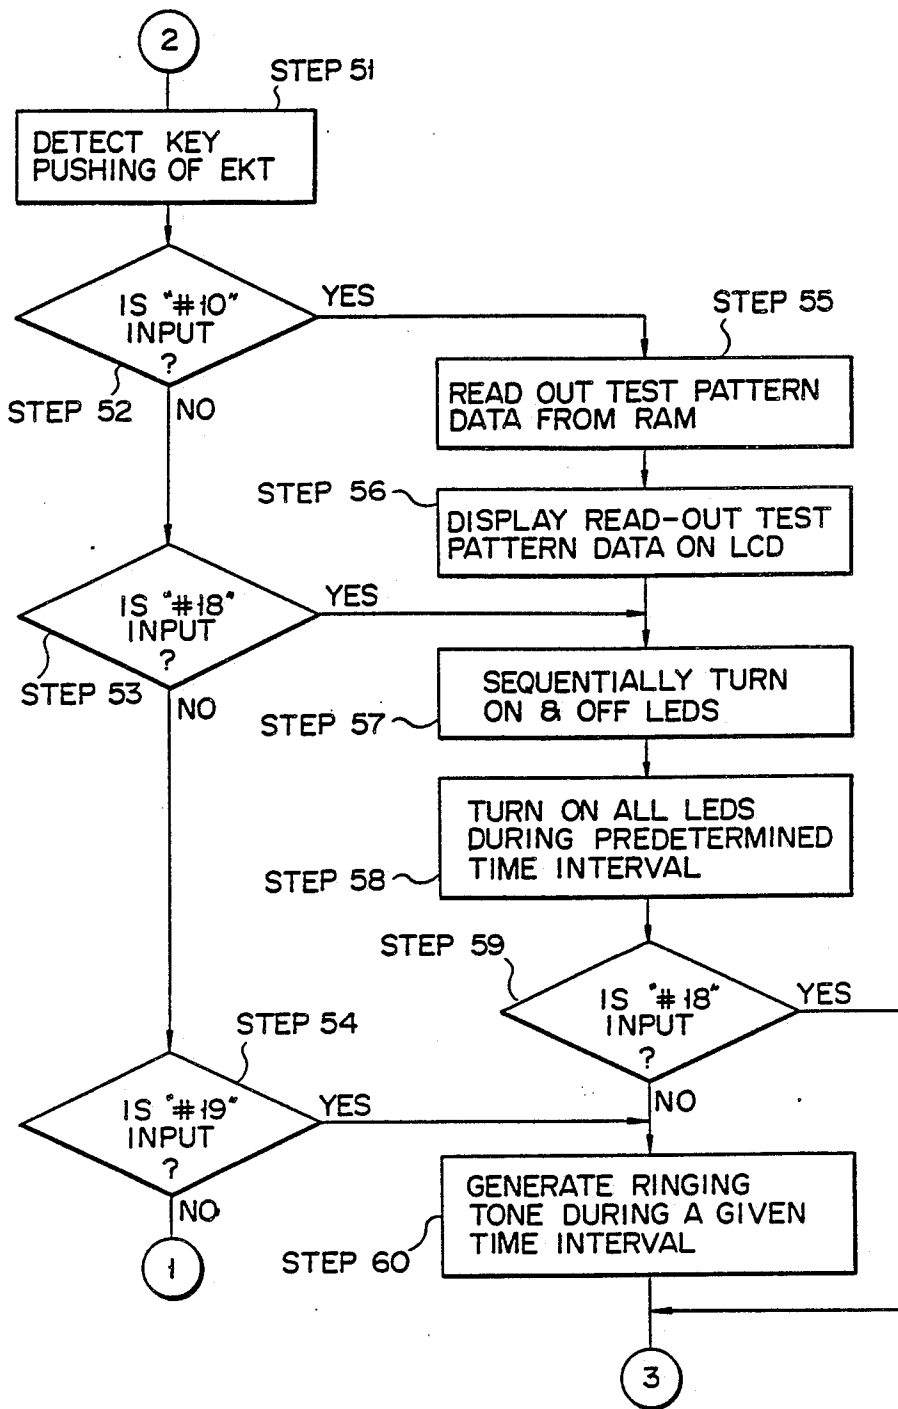 2
STEP 51
DETECT KEY
PUSHING OF EKT
IS "#10"
INPUT
?
YES
STEP 52
NO
STEP 55
READ OUT TEST PATTERN
DATA FROM RAM
STEP 56
DISPLAY READ-OUT TEST
PATTERN DATA ON LCD
IS "#18"
INPUT
?
YES
STEP 53
NO
SEQUENTIALLY TURN
ON & OFF LEDS
STEP 57
TURN ON ALL LEDS
DURING PREDETERMINED
TIME INTERVAL
STEP 58
STEP 59
IS "#18"
INPUT
?
YES
NO
STEP 54
IS "#19"
INPUT
?
YES
NO
1
GENERATE RINGING
TONE DURING A GIVEN
TIME INTERVAL
STEP 60
3